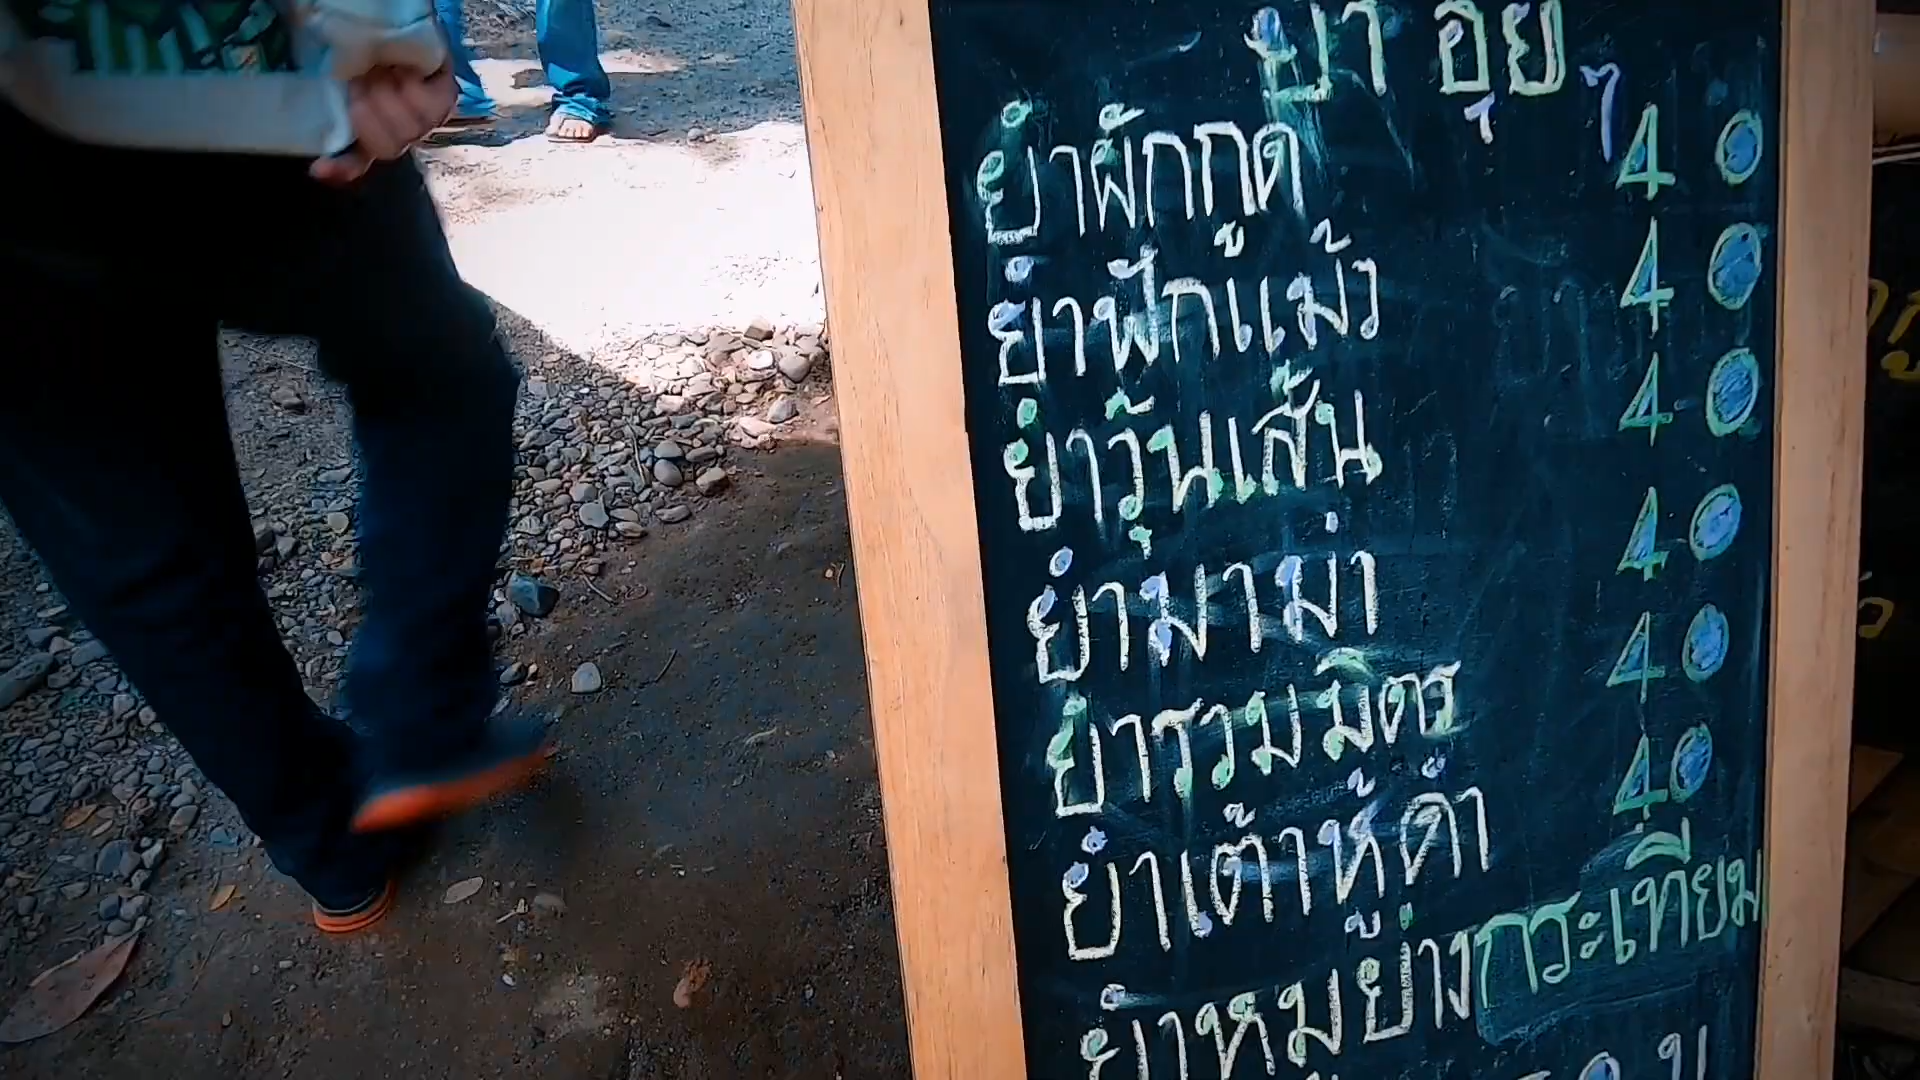 ยำ อุ๊ยๆ
ยำผักกูด 40
ยำฟักแม้ว 40
ยำวุ้นเส้น 40
ยำมาม่า 40
ยำรวมมิตร 40
ยำเต้าหู้ดำ 40
ยำหมูย่างกระเทียม